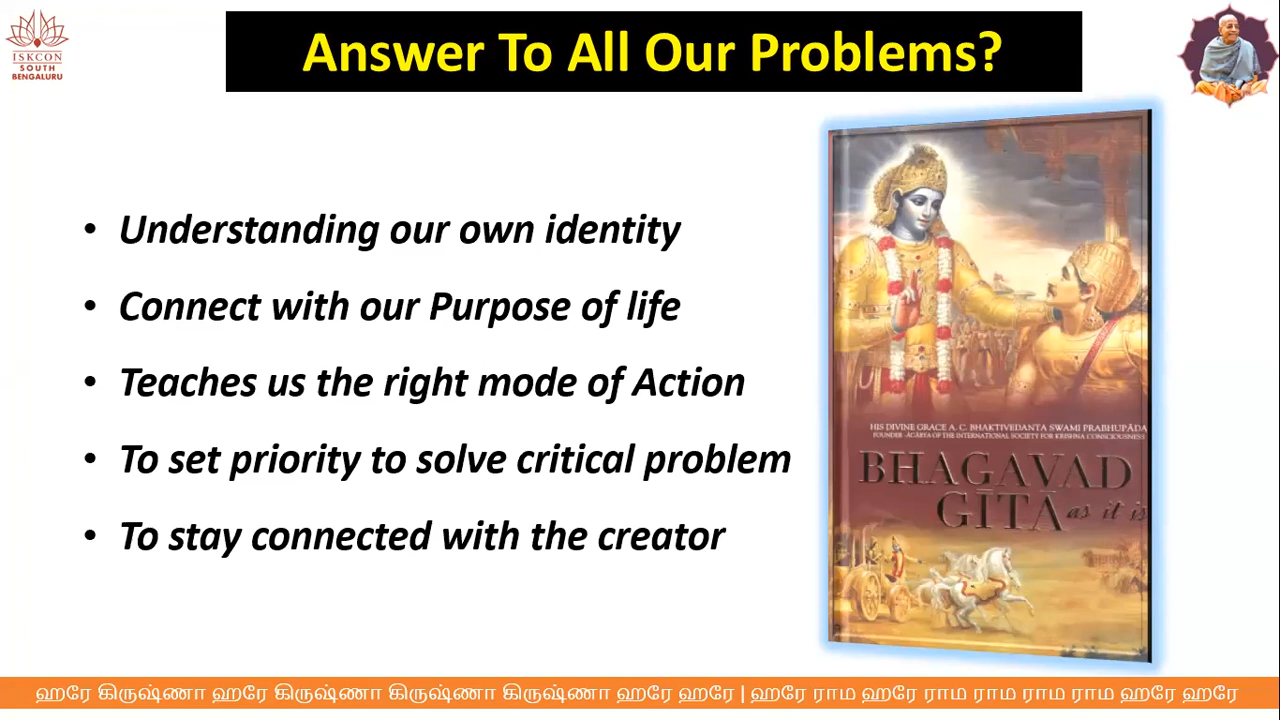 ISKCON
SOUTH
BENGALURU
Answer To All Our Problems?
• Understanding our own identity
• Connect with our Purpose of life
• Teaches us the right mode of Action
• To set priority to solve critical problem
• To stay connected with the creator
HIS DIVINE GRACE A. C. BHAKTIVEDANTA SWAMI PRABHUPĀDA
FOUNDER-ĀCĀRYA OF THE INTERNATIONAL SOCIETY FOR KRISHNA CONSCIOUSNESS
BHAGAVAD
GĪTĀ as it is
ஹரே கிருஷ்ணா ஹரே கிருஷ்ணா கிருஷ்ணா கிருஷ்ணா ஹரே ஹரே | ஹரே ராம ஹரே ராம ராம ராம ராம ஹரே ஹரே